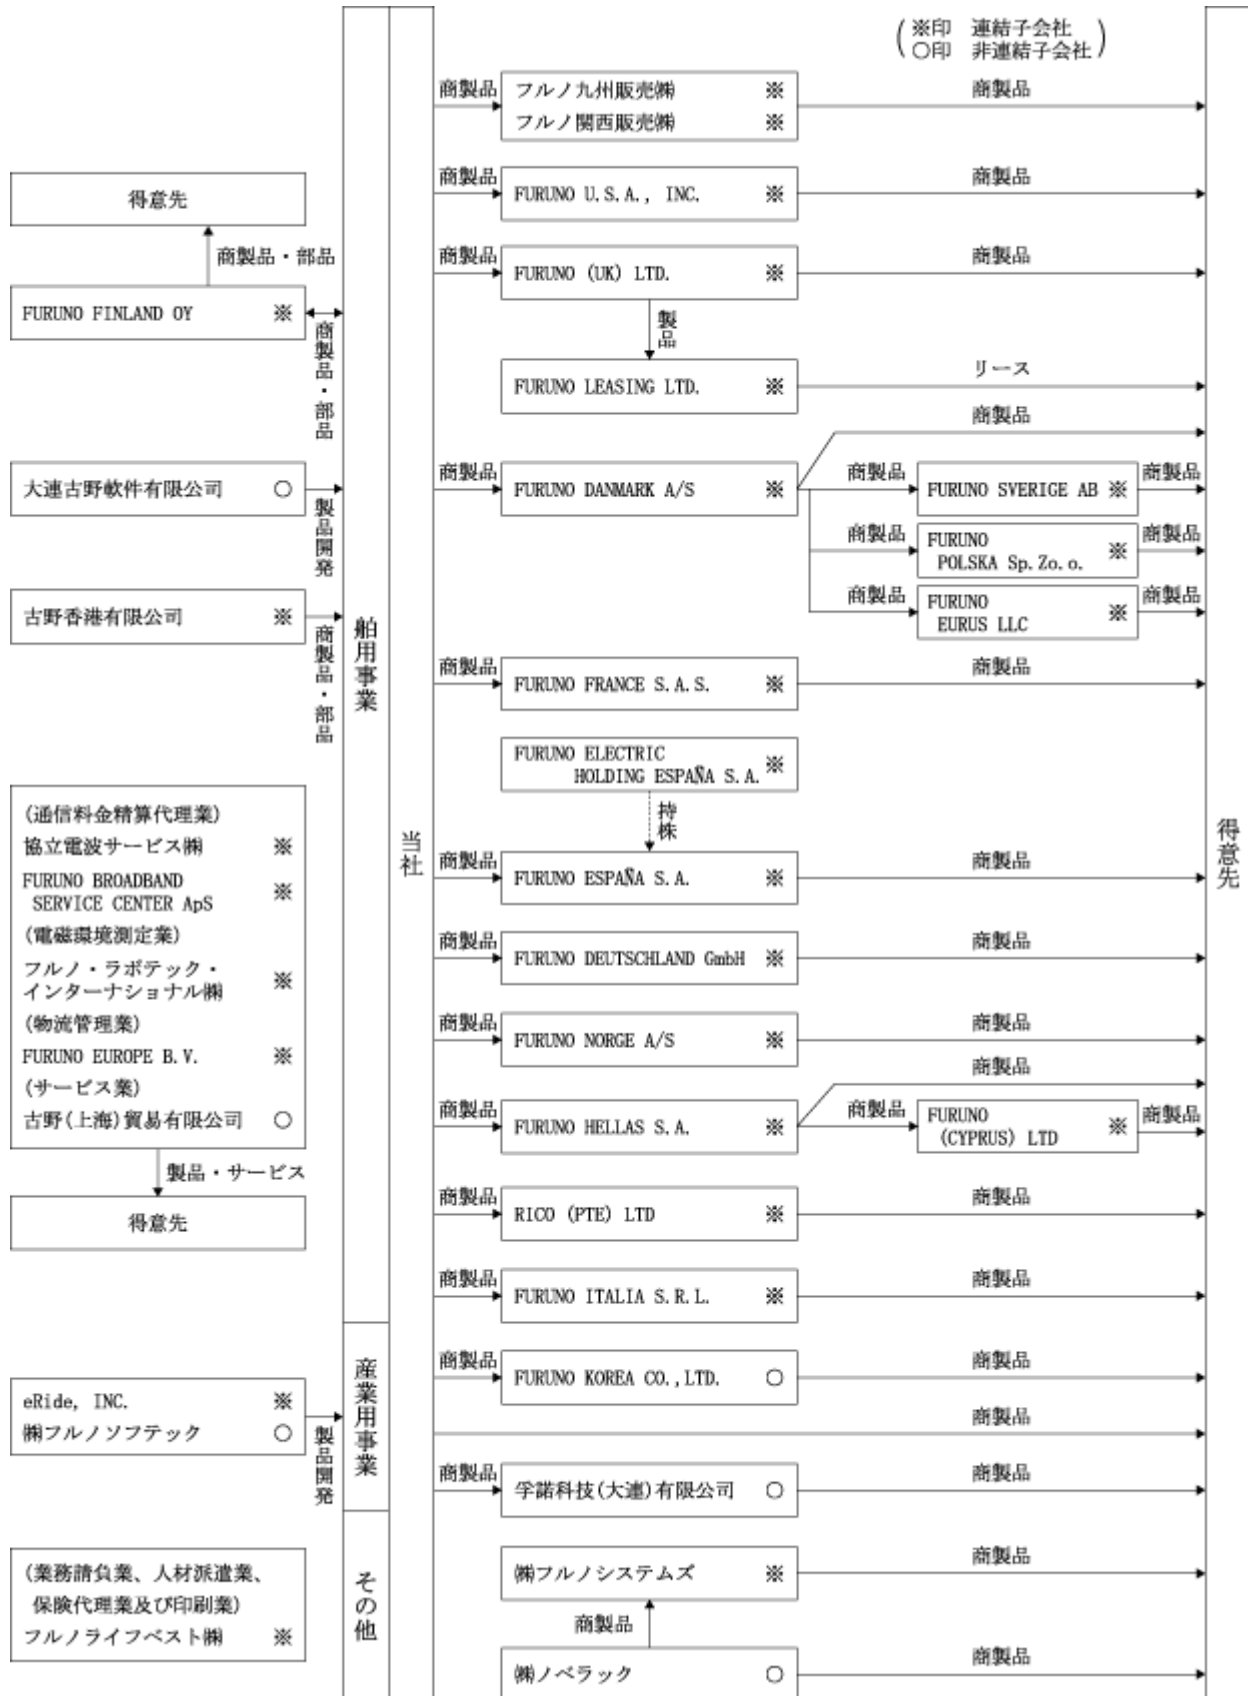 ※印 連結子会社
○印 非連結子会社
商製品
フルノ九州販売㈱ ※
フルノ関西販売㈱ ※
商製品
商製品
FURUNO U.S.A., INC. ※
商製品
得意先
商製品・部品
商製品
FURUNO (UK) LTD. ※
商製品
FURUNO FINLAND OY ※
商製品・部品
製品
FURUNO LEASING LTD. ※
リース
商製品
大連古野軟件有限公司 ○
製品開発
商製品
FURUNO DANMARK A/S ※
商製品
FURUNO SVERIGE AB ※
商製品
商製品
FURUNO
POLSKA Sp.Zo.o. ※
商製品
商製品
FURUNO
EURUS LLC ※
商製品
古野香港有限公司 ※
商製品・部品
舶用事業
商製品
FURUNO FRANCE S.A.S. ※
商製品
FURUNO ELECTRIC
HOLDING ESPAÑA S.A. ※
持株
当社
得意先
商製品
FURUNO ESPAÑA S.A. ※
商製品
(通信料金精算代理業)
協立電波サービス㈱ ※
FURUNO BROADBAND
SERVICE CENTER ApS ※
(電磁環境測定業)
フルノ・ラボテック・
インターナショナル㈱ ※
(物流管理業)
FURUNO EUROPE B.V. ※
(サービス業)
古野(上海)貿易有限公司 ○
製品・サービス
得意先
商製品
FURUNO DEUTSCHLAND GmbH ※
商製品
商製品
FURUNO NORGE A/S ※
商製品
商製品
商製品
FURUNO HELLAS S.A. ※
商製品
FURUNO
(CYPRUS) LTD ※
商製品
商製品
RICO (PTE) LTD ※
商製品
商製品
FURUNO ITALIA S.R.L. ※
商製品
産業用事業
商製品
FURUNO KOREA CO.,LTD. ○
商製品
eRide, INC. ※
㈱フルノソフテック ○
製品開発
商製品
商製品
孚諾科技(大連)有限公司 ○
商製品
その他
(業務請負業、人材派遣業、
保険代理業及び印刷業)
フルノライフベスト㈱ ※
㈱フルノシステムズ ※
商製品
商製品
㈱ノベラック ○
商製品